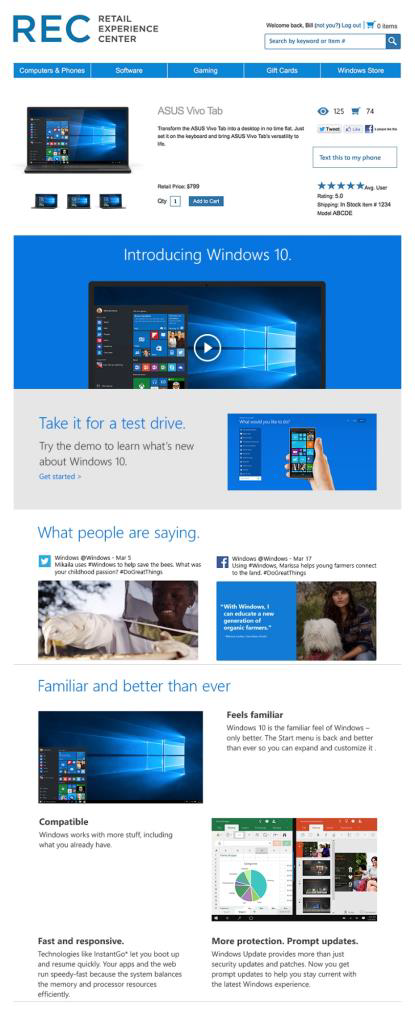 REC RETAIL
EXPERIENCE
CENTER
Welcome back, Bill (not you?) Log out | 0 items
Search by keyword or item #
Computers & Phones
Software
Gaming
Gift Cards
Windows Store
ASUS Vivo Tab
Transform the ASUS Vivo Tab into a desktop in no time flat. Just
set it on the keyboard and bring ASUS Vivo Tab's versatility to
life.
Retail Price: $799
Qty 1 Add to Cart
125 74
Tweet Like
Text this to my phone
Avg. User
Rating: 5.0
Shipping: In Stock Item # 1234
Model ABCDE
Introducing Windows 10.
Take it for a test drive.
Try the demo to learn what's new
about Windows 10.
Get started >
What would you like to do?
What people are saying.
Windows @Windows - Mar 5
Mikaila uses #Windows to help save the bees. What was
your childhood passion? #DoGreatThings
Windows @Windows - Mar 17
Using #Windows, Marissa helps young farmers connect
to the land. #DoGreatThings
"With Windows, I
can educate a new
generation of
organic farmers."
Familiar and better than ever
Feels familiar
Windows 10 is the familiar feel of Windows –
only better. The Start menu is back and better
than ever so you can expand and customize it .
Compatible
Windows works with more stuff, including
what you already have.
Fast and responsive.
Technologies like InstantGo* let you boot up
and resume quickly. Your apps and the web
run speedy-fast because the system balances
the memory and processor resources
efficiently.
More protection. Prompt updates.
Windows Update provides more than just
security updates and patches. Now you get
prompt updates to help you stay current with
the latest Windows experience.